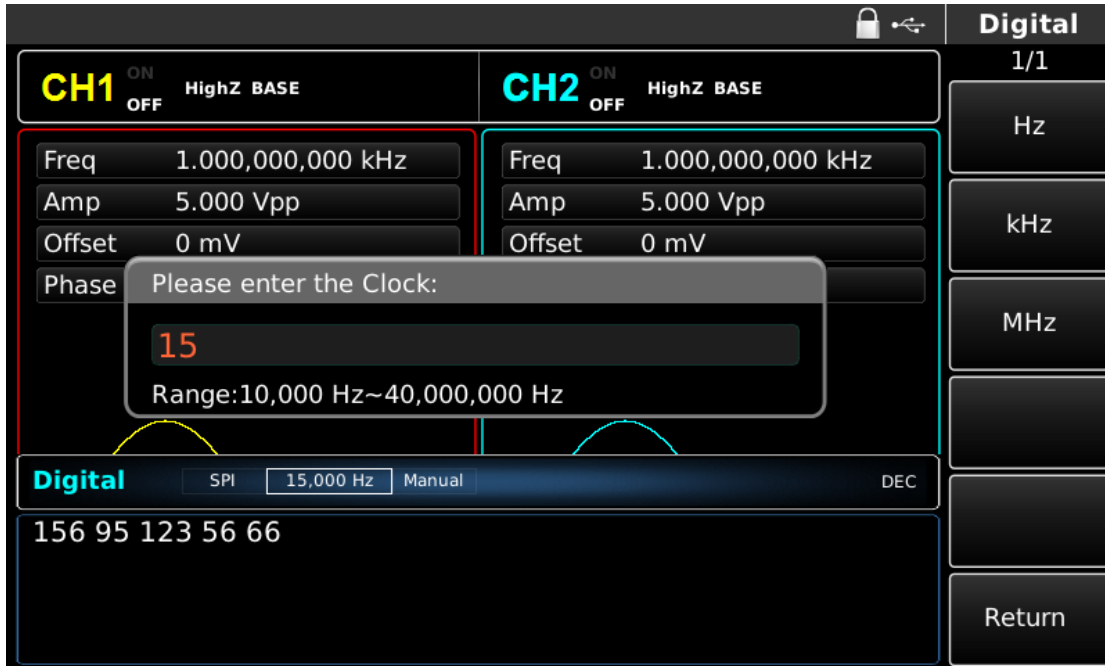 Digital
1/1
CH1 ON OFF HighZ BASE
CH2 ON OFF HighZ BASE
Freq 1.000,000,000 kHz
Amp 5.000 Vpp
Offset 0 mV
Phase
Freq 1.000,000,000 kHz
Amp 5.000 Vpp
Offset 0 mV
Please enter the Clock:
15
Range:10,000 Hz~40,000,000 Hz
Digital SPI 15,000 Hz Manual DEC
156 95 123 56 66
Hz
kHz
MHz
Return